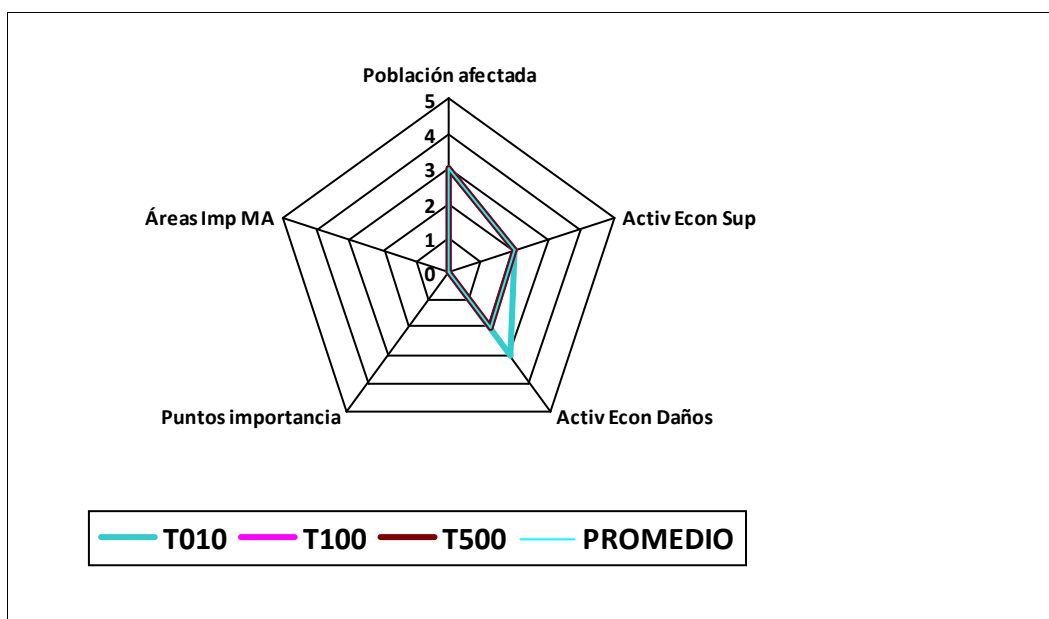 Población afectada
5
4
3
2
1
0
Áreas Imp MA
Activ Econ Sup
Puntos importancia
Activ Econ Daños
T010 T100 T500 PROMEDIO